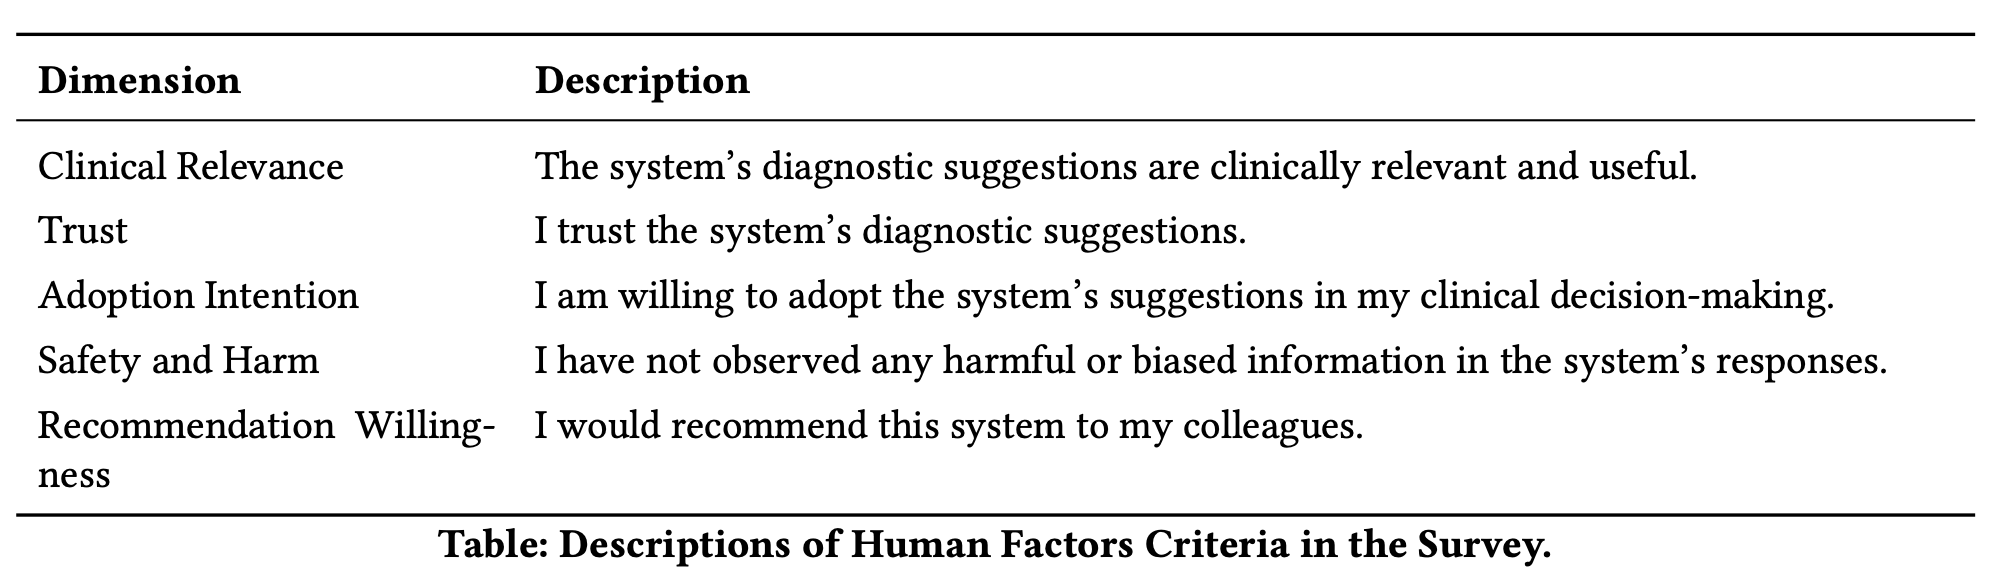 Dimension Description
Clinical Relevance The system’s diagnostic suggestions are clinically relevant and useful.
Trust I trust the system’s diagnostic suggestions.
Adoption Intention I am willing to adopt the system’s suggestions in my clinical decision-making.
Safety and Harm I have not observed any harmful or biased information in the system’s responses.
Recommendation Willing- I would recommend this system to my colleagues.
ness
Table: Descriptions of Human Factors Criteria in the Survey.